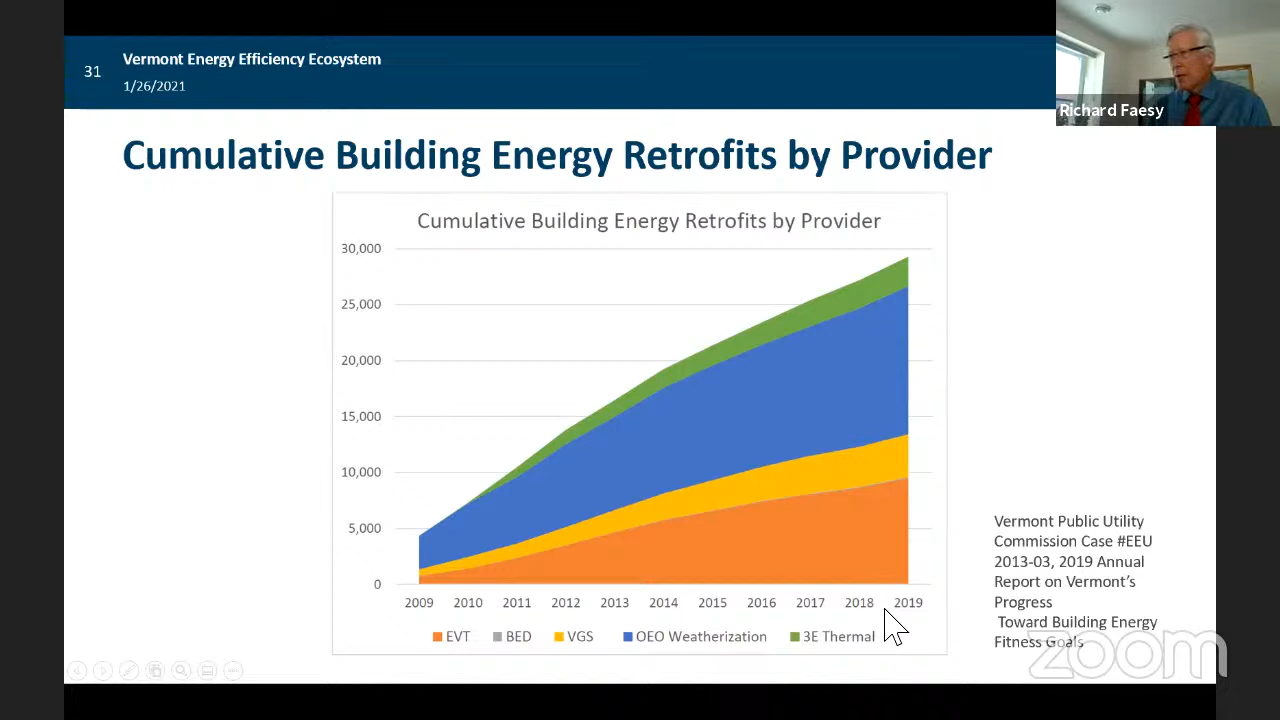 31
Vermont Energy Efficiency Ecosystem
1/26/2021
Richard Faesy
Cumulative Building Energy Retrofits by Provider
Cumulative Building Energy Retrofits by Provider
30,000
25,000
20,000
15,000
10,000
5,000
0
2009 2010 2011 2012 2013 2014 2015 2016 2017 2018 2019
EVT BED VGS OEO Weatherization 3E Thermal
Vermont Public Utility
Commission Case #EEU
2013-03, 2019 Annual
Report on Vermont's
Progress
Toward Building Energy
Fitness Goals
zoom